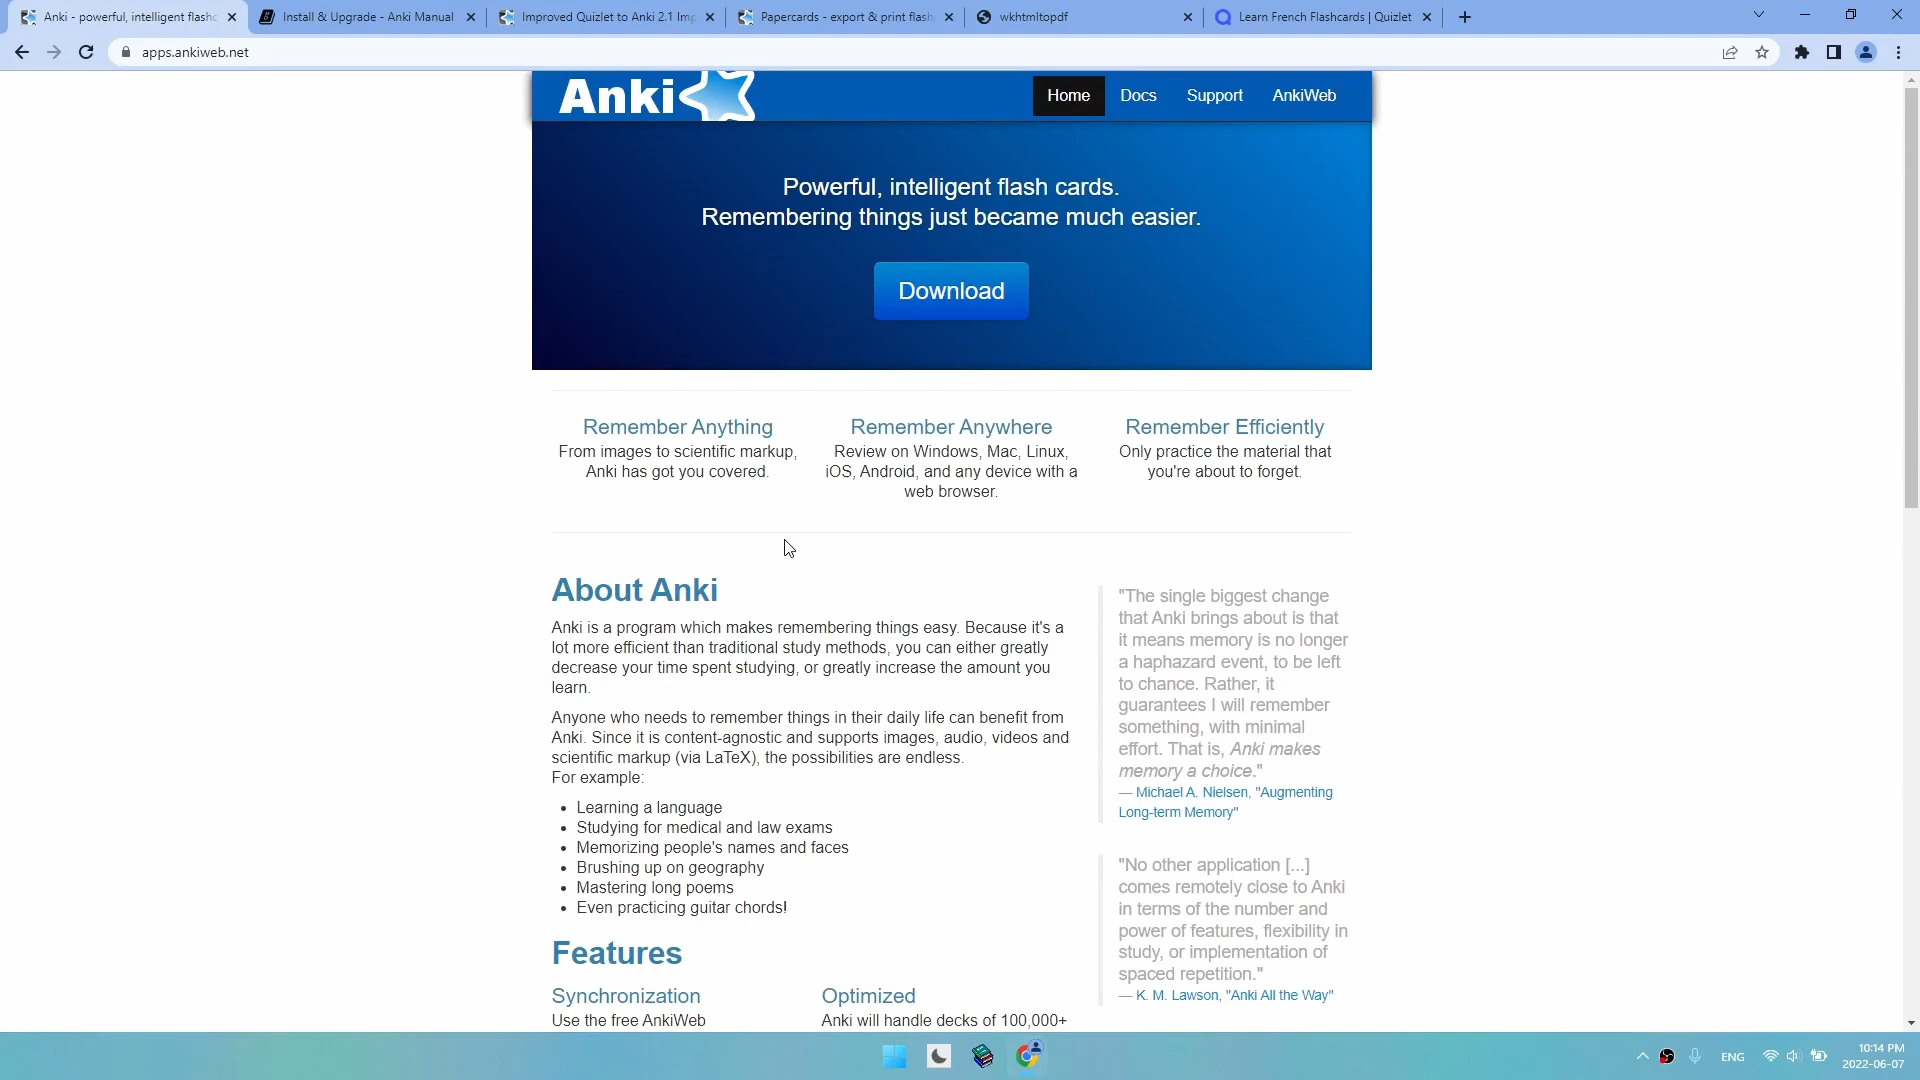 Anki - powerful, intelligent flashc
Install & Upgrade - Anki Manual
Improved Quizlet to Anki 2.1 Imp
Papercards - export & print flash
wkhtmltopdf
Learn French Flashcards | Quizlet
apps.ankiweb.net
Anki
Home
Docs
Support
AnkiWeb
Powerful, intelligent flash cards.
Remembering things just became much easier.
Download
Remember Anything
From images to scientific markup,
Anki has got you covered.
Remember Anywhere
Review on Windows, Mac, Linux,
iOS, Android, and any device with a
web browser.
Remember Efficiently
Only practice the material that
you're about to forget.
About Anki
Anki is a program which makes remembering things easy. Because it's a
lot more efficient than traditional study methods, you can either greatly
decrease your time spent studying, or greatly increase the amount you
learn.
Anyone who needs to remember things in their daily life can benefit from
Anki. Since it is content-agnostic and supports images, audio, videos and
scientific markup (via LaTeX), the possibilities are endless.
For example:
• Learning a language
• Studying for medical and law exams
• Memorizing people's names and faces
• Brushing up on geography
• Mastering long poems
• Even practicing guitar chords!
Features
Synchronization
Use the free AnkiWeb
Optimized
Anki will handle decks of 100,000+
"The single biggest change
that Anki brings about is that
it means memory is no longer
a haphazard event, to be left
to chance. Rather, it
guarantees I will remember
something, with minimal
effort. That is, Anki makes
memory a choice."
— Michael A. Nielsen, "Augmenting
Long-term Memory"
"No other application [...]
comes remotely close to Anki
in terms of the number and
power of features, flexibility in
study, or implementation of
spaced repetition."
— K. M. Lawson, "Anki All the Way"
ENG
10:14 PM
2022-06-07